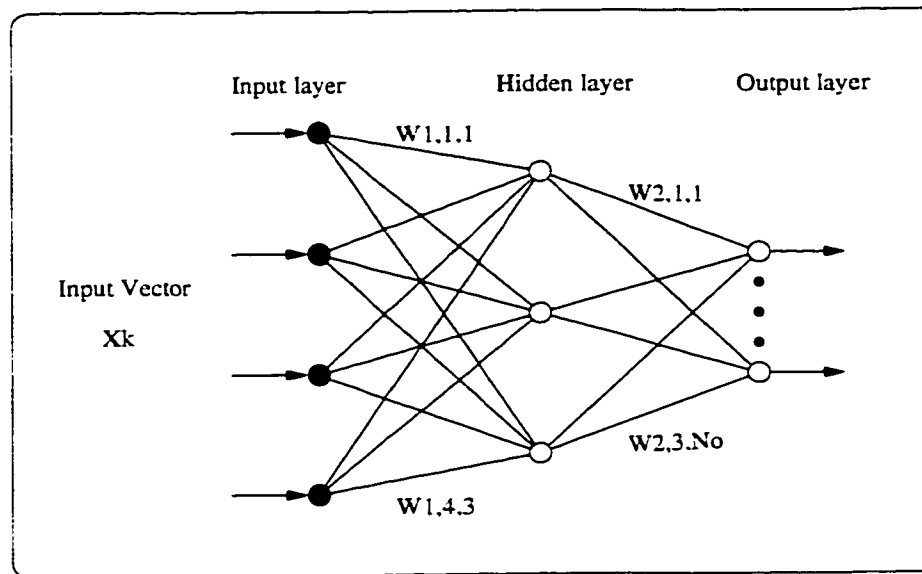 Input layer
Hidden layer
Output layer
W1,1,1
W2,1,1
Input Vector
Xk
W2,3,No
W1,4,3